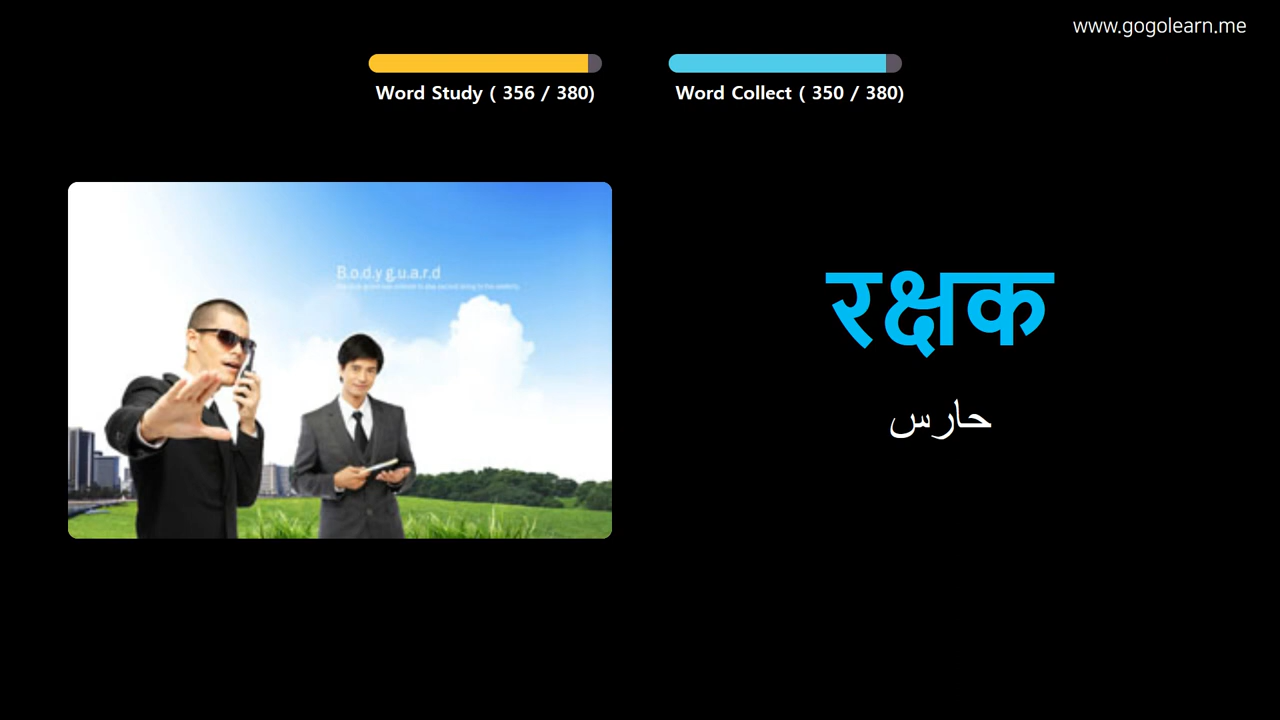 www.gogolearn.me
Word Study ( 356 / 380)
Word Collect ( 350 / 380)
B.o.d.y g.u.a.r.d
रक्षक
حارس